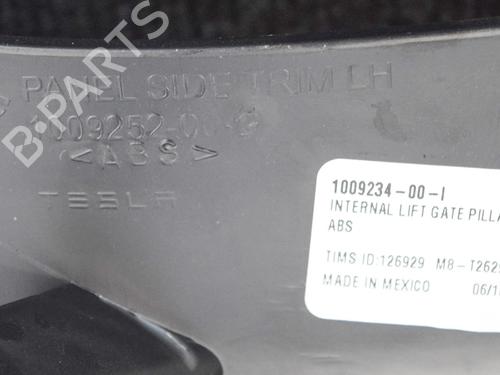 PANEL SIDE TRIM LH
1009252-00-
<ABS>
TESLA
1009234-00-I
INTERNAL LIFT GATE PILLA
ABS
TIMS ID:126929 M8-T262
MADE IN MEXICO 06/1
B-Parts